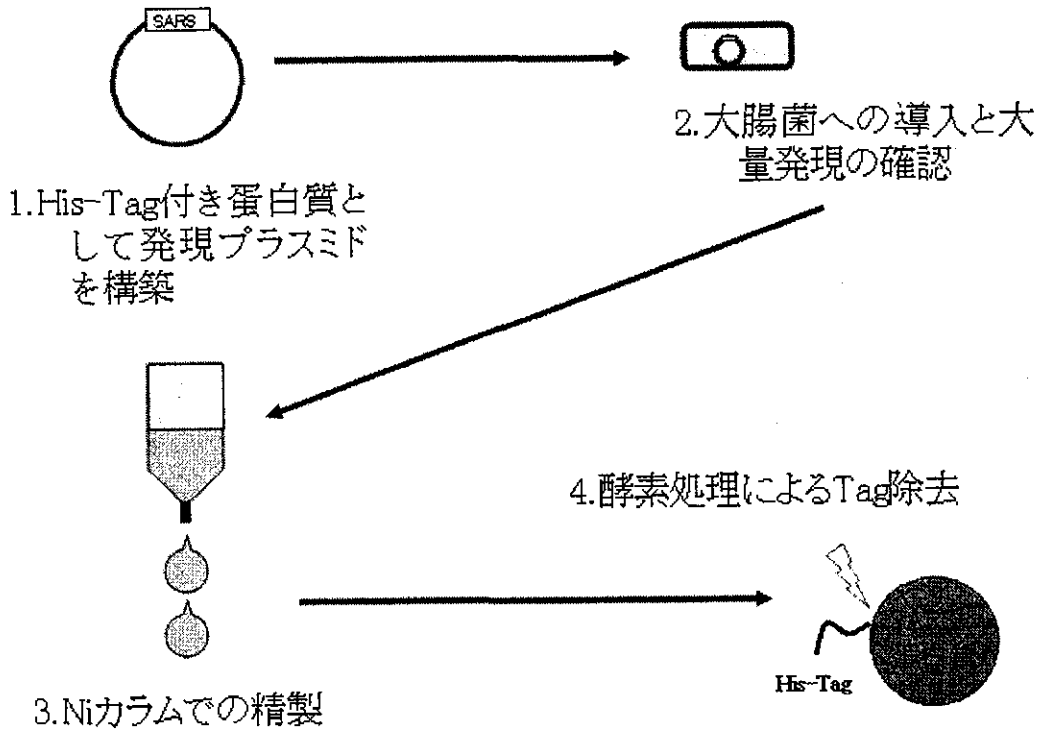 SARS
1.His-Tag付き蛋白質と
して発現プラスミド
を構築
2.大腸菌への導入と大
量発現の確認
3.Niカラムでの精製
4.酵素処理によるTag除去
His-Tag